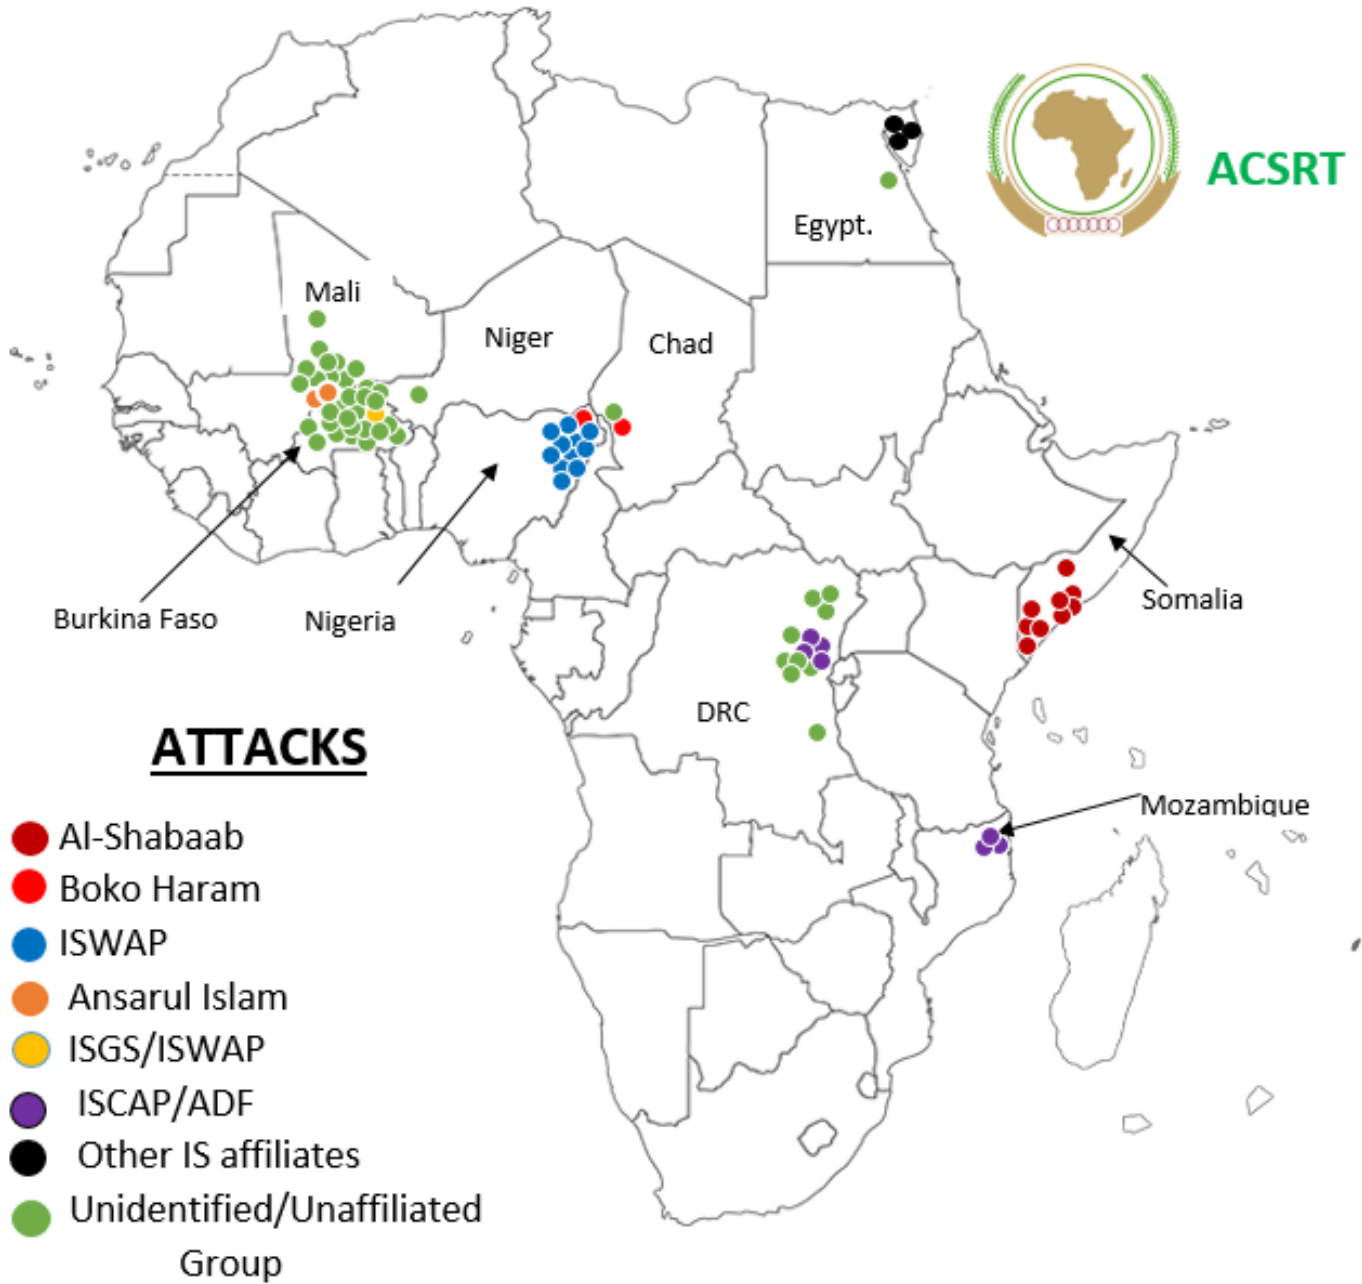 ACSRT
Egypt.
Mali
Niger
Chad
Burkina Faso
Nigeria
Somalia
DRC
Mozambique
ATTACKS
Al-Shabaab
Boko Haram
ISWAP
Ansarul Islam
ISGS/ISWAP
ISCAP/ADF
Other IS affiliates
Unidentified/Unaffiliated
Group